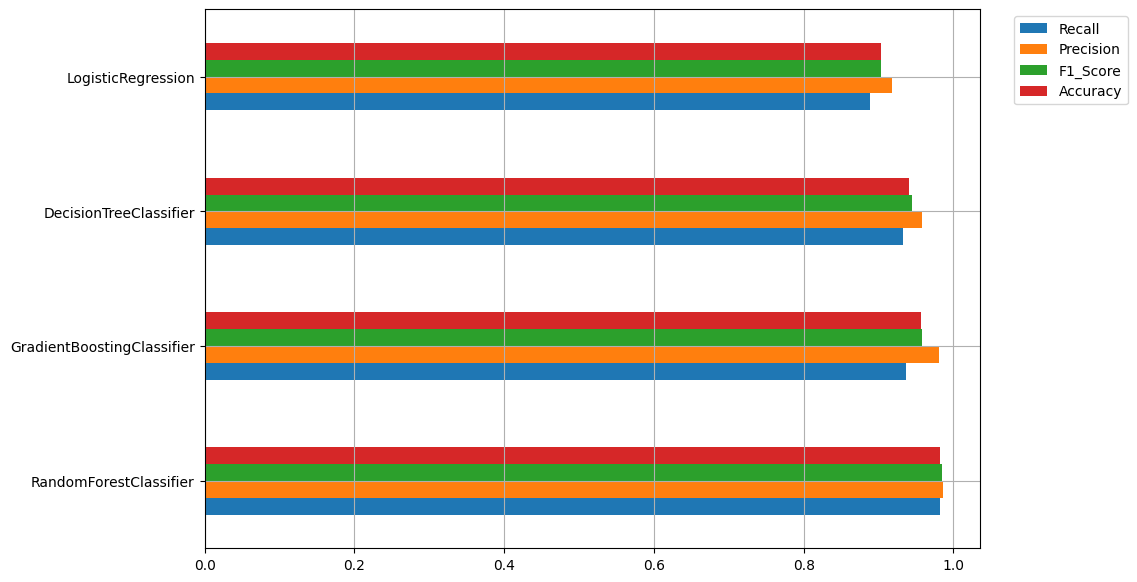 LogisticRegression
DecisionTreeClassifier
GradientBoostingClassifier
RandomForestClassifier
0.0 0.2 0.4 0.6 0.8 1.0
Recall
Precision
F1_Score
Accuracy